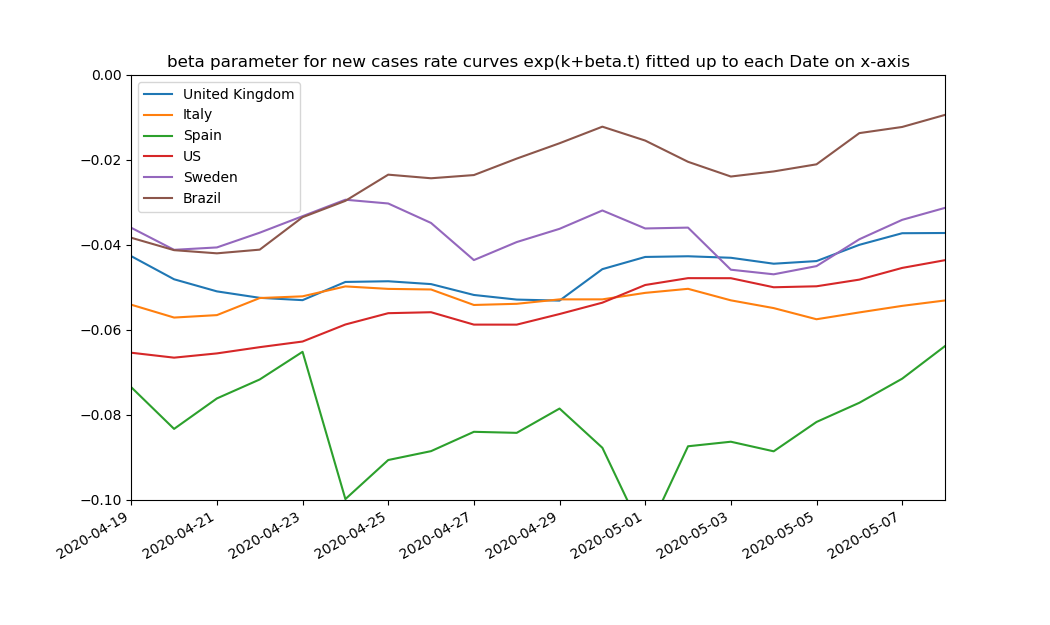 beta parameter for new cases rate curves exp(k+beta.t) fitted up to each Date on x-axis
0.00
−0.02
−0.04
−0.06
−0.08
−0.10
United Kingdom
Italy
Spain
US
Sweden
Brazil
2020-04-19
2020-04-21
2020-04-23
2020-04-25
2020-04-27
2020-04-29
2020-05-01
2020-05-03
2020-05-05
2020-05-07